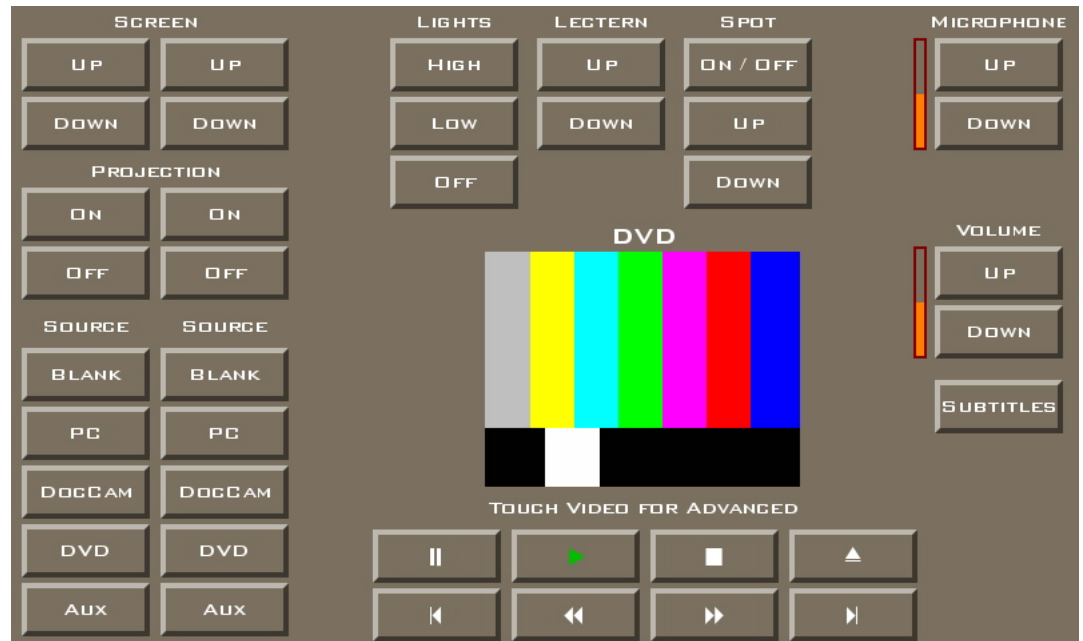 SCREEN
UP
UP
DOWN
DOWN
PROJECTION
ON
ON
OFF
OFF
SOURCE
SOURCE
BLANK
BLANK
PC
PC
DOCCAM
DOCCAM
DVD
DVD
AUX
AUX
LIGHTS
HIGH
LOW
OFF
LECTERN
UP
DOWN
SPOT
ON / OFF
UP
DOWN
DVD
TOUCH VIDEO FOR ADVANCED
MICROPHONE
UP
DOWN
VOLUME
UP
DOWN
SUBTITLES